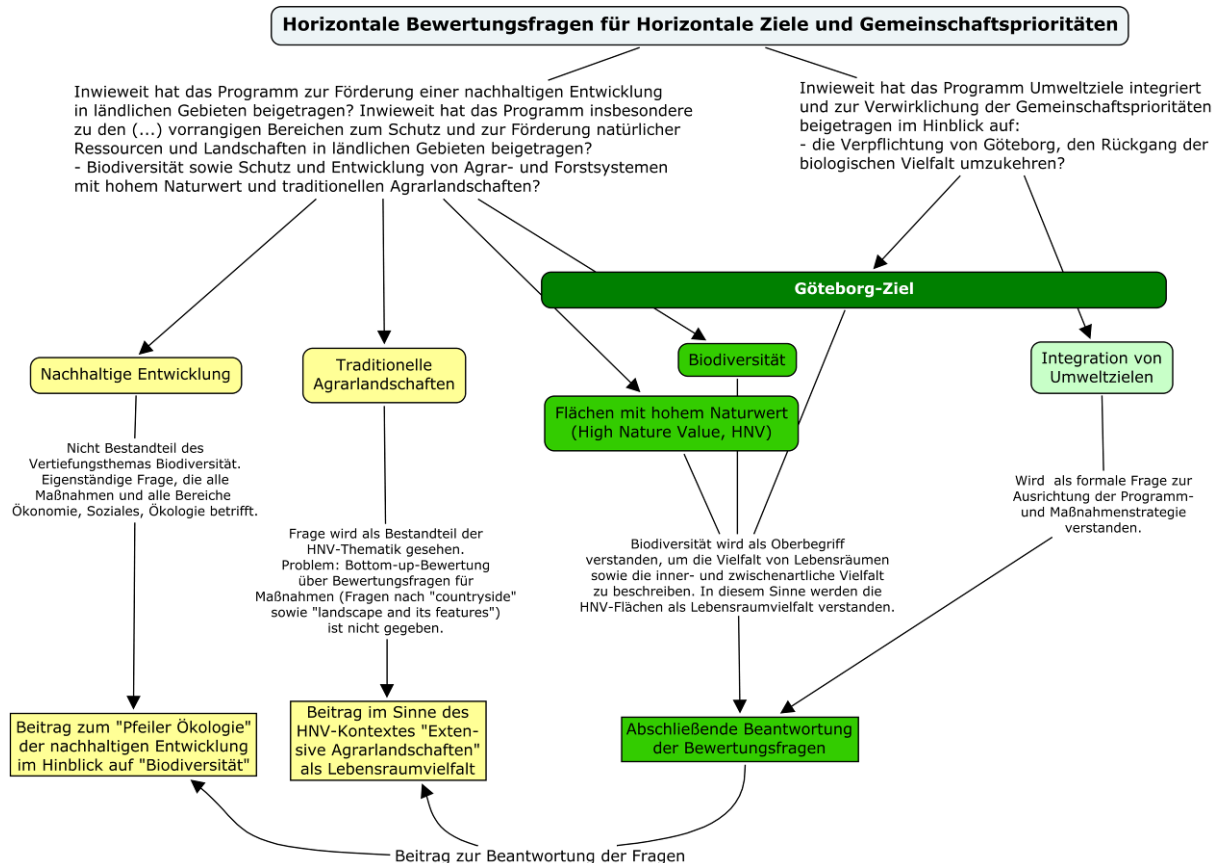 Horizontale Bewertungsfragen für Horizontale Ziele und Gemeinschaftsprioritäten
Inwieweit hat das Programm zur Förderung einer nachhaltigen Entwicklung
in ländlichen Gebieten beigetragen? Inwieweit hat das Programm insbesondere
zu den (...) vorrangigen Bereichen zum Schutz und zur Förderung natürlicher
Ressourcen und Landschaften in ländlichen Gebieten beigetragen?
- Biodiversität sowie Schutz und Entwicklung von Agrar- und Forstsystemen
mit hohem Naturwert und traditionellen Agrarlandschaften?
Inwieweit hat das Programm Umweltziele integriert
und zur Verwirklichung der Gemeinschaftsprioritäten
beigetragen im Hinblick auf:
- die Verpflichtung von Göteborg, den Rückgang der
biologischen Vielfalt umzukehren?
Göteborg-Ziel
Nachhaltige Entwicklung
Traditionelle
Agrarlandschaften
Biodiversität
Flächen mit hohem Naturwert
(High Nature Value, HNV)
Integration von
Umweltzielen
Nicht Bestandteil des
Vertiefungsthemas Biodiversität.
Eigenständige Frage, die alle
Maßnahmen und alle Bereiche
Ökonomie, Soziales, Ökologie betrifft.
Frage wird als Bestandteil der
HNV-Thematik gesehen.
Problem: Bottom-up-Bewertung
über Bewertungsfragen für
Maßnahmen (Fragen nach "countryside"
sowie "landscape and its features")
ist nicht gegeben.
Biodiversität wird als Oberbegriff
verstanden, um die Vielfalt von Lebensräumen
sowie die inner- und zwischenartliche Vielfalt
zu beschreiben. In diesem Sinne werden die
HNV-Flächen als Lebensraumvielfalt verstanden.
Wird als formale Frage zur
Ausrichtung der Programm-
und Maßnahmenstrategie
verstanden.
Beitrag zum "Pfeiler Ökologie"
der nachhaltigen Entwicklung
im Hinblick auf "Biodiversität"
Beitrag im Sinne des
HNV-Kontextes "Exten-
sive Agrarlandschaften"
als Lebensraumvielfalt
Abschließende Beantwortung
der Bewertungsfragen
Beitrag zur Beantwortung der Fragen